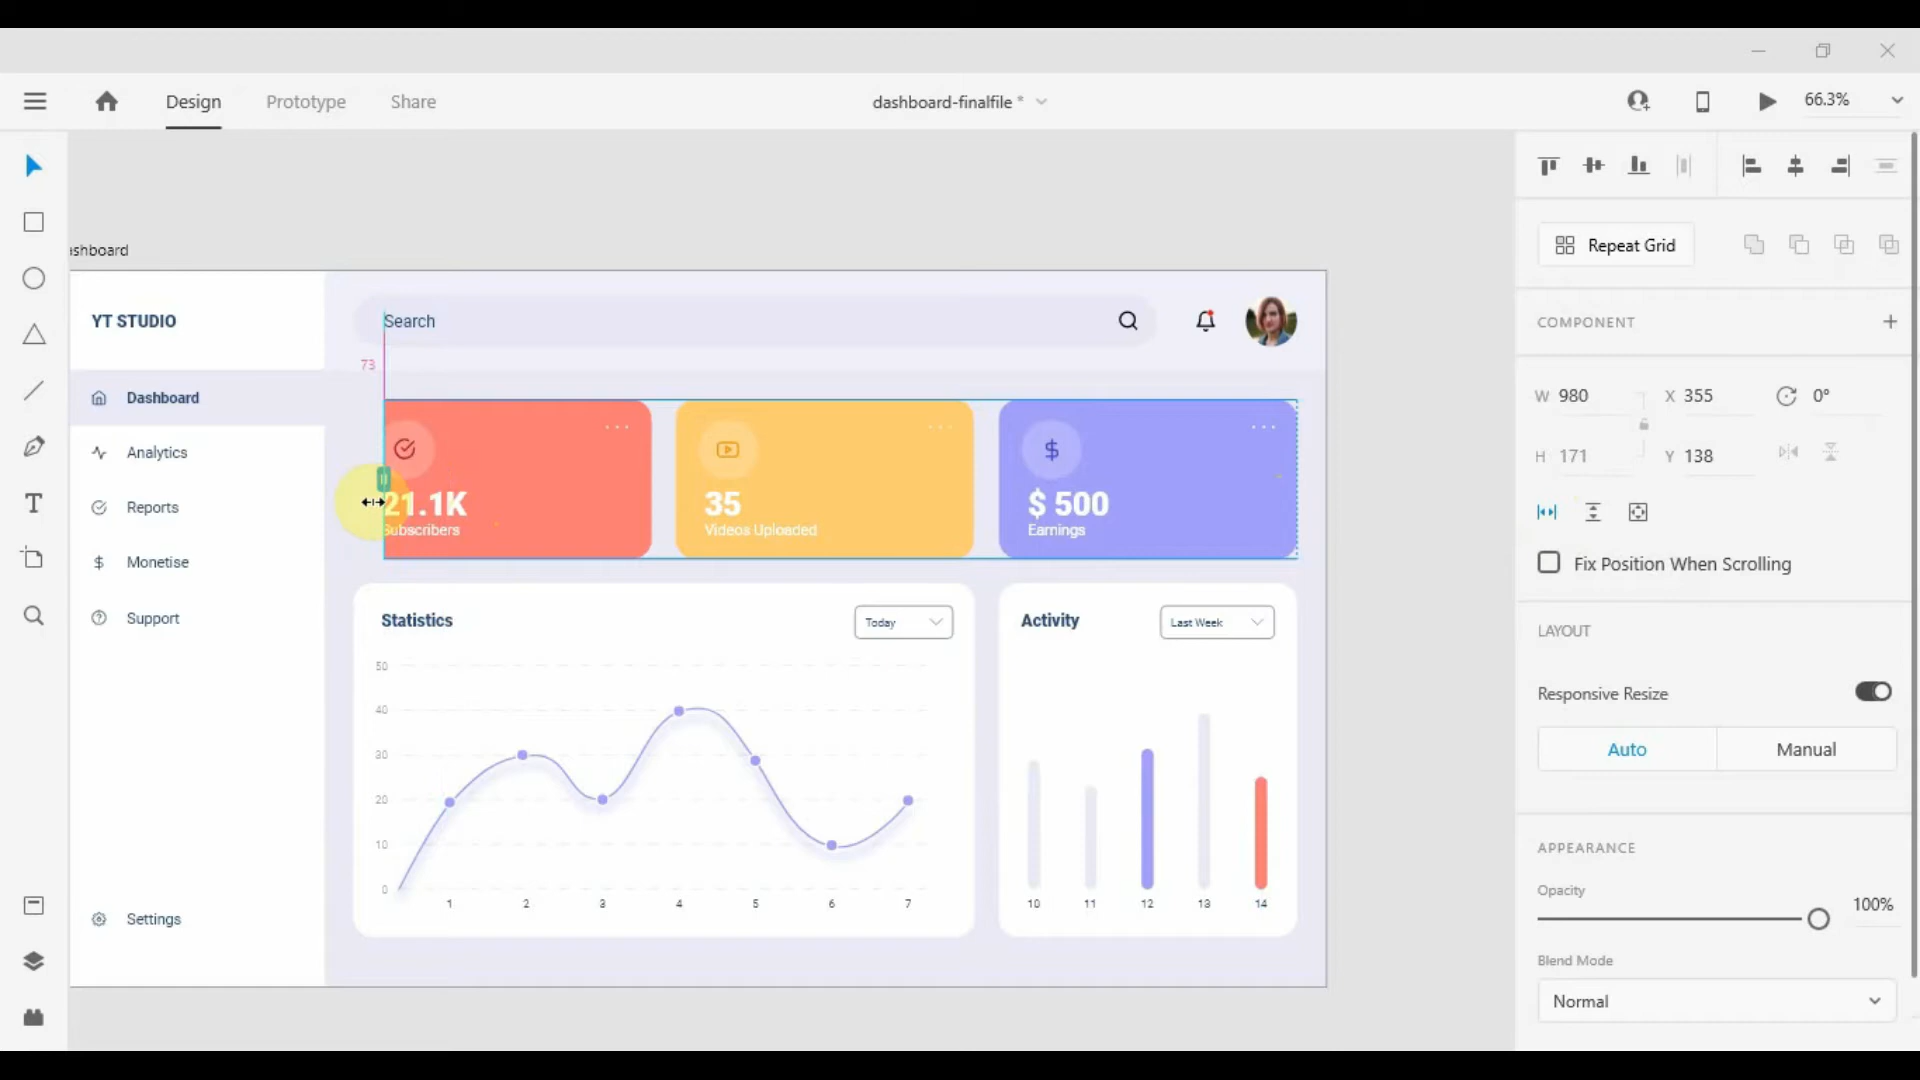 Design
Prototype
Share
dashboard-finalfile *
66.3%
Repeat Grid
COMPONENT
W 980
X 355
0°
H 171
Y 138
Fix Position When Scrolling
LAYOUT
Responsive Resize
Auto
Manual
APPEARANCE
Opacity
100%
Blend Mode
Normal
ashboard
YT STUDIO
Dashboard
Analytics
Reports
Monetise
Support
Settings
Search
73
21.1K
Subscribers
35
Videos Uploaded
$ 500
Earnings
Statistics
Today
50
40
30
20
10
0
1 2 3 4 5 6 7
Activity
Last Week
10 11 12 13 14